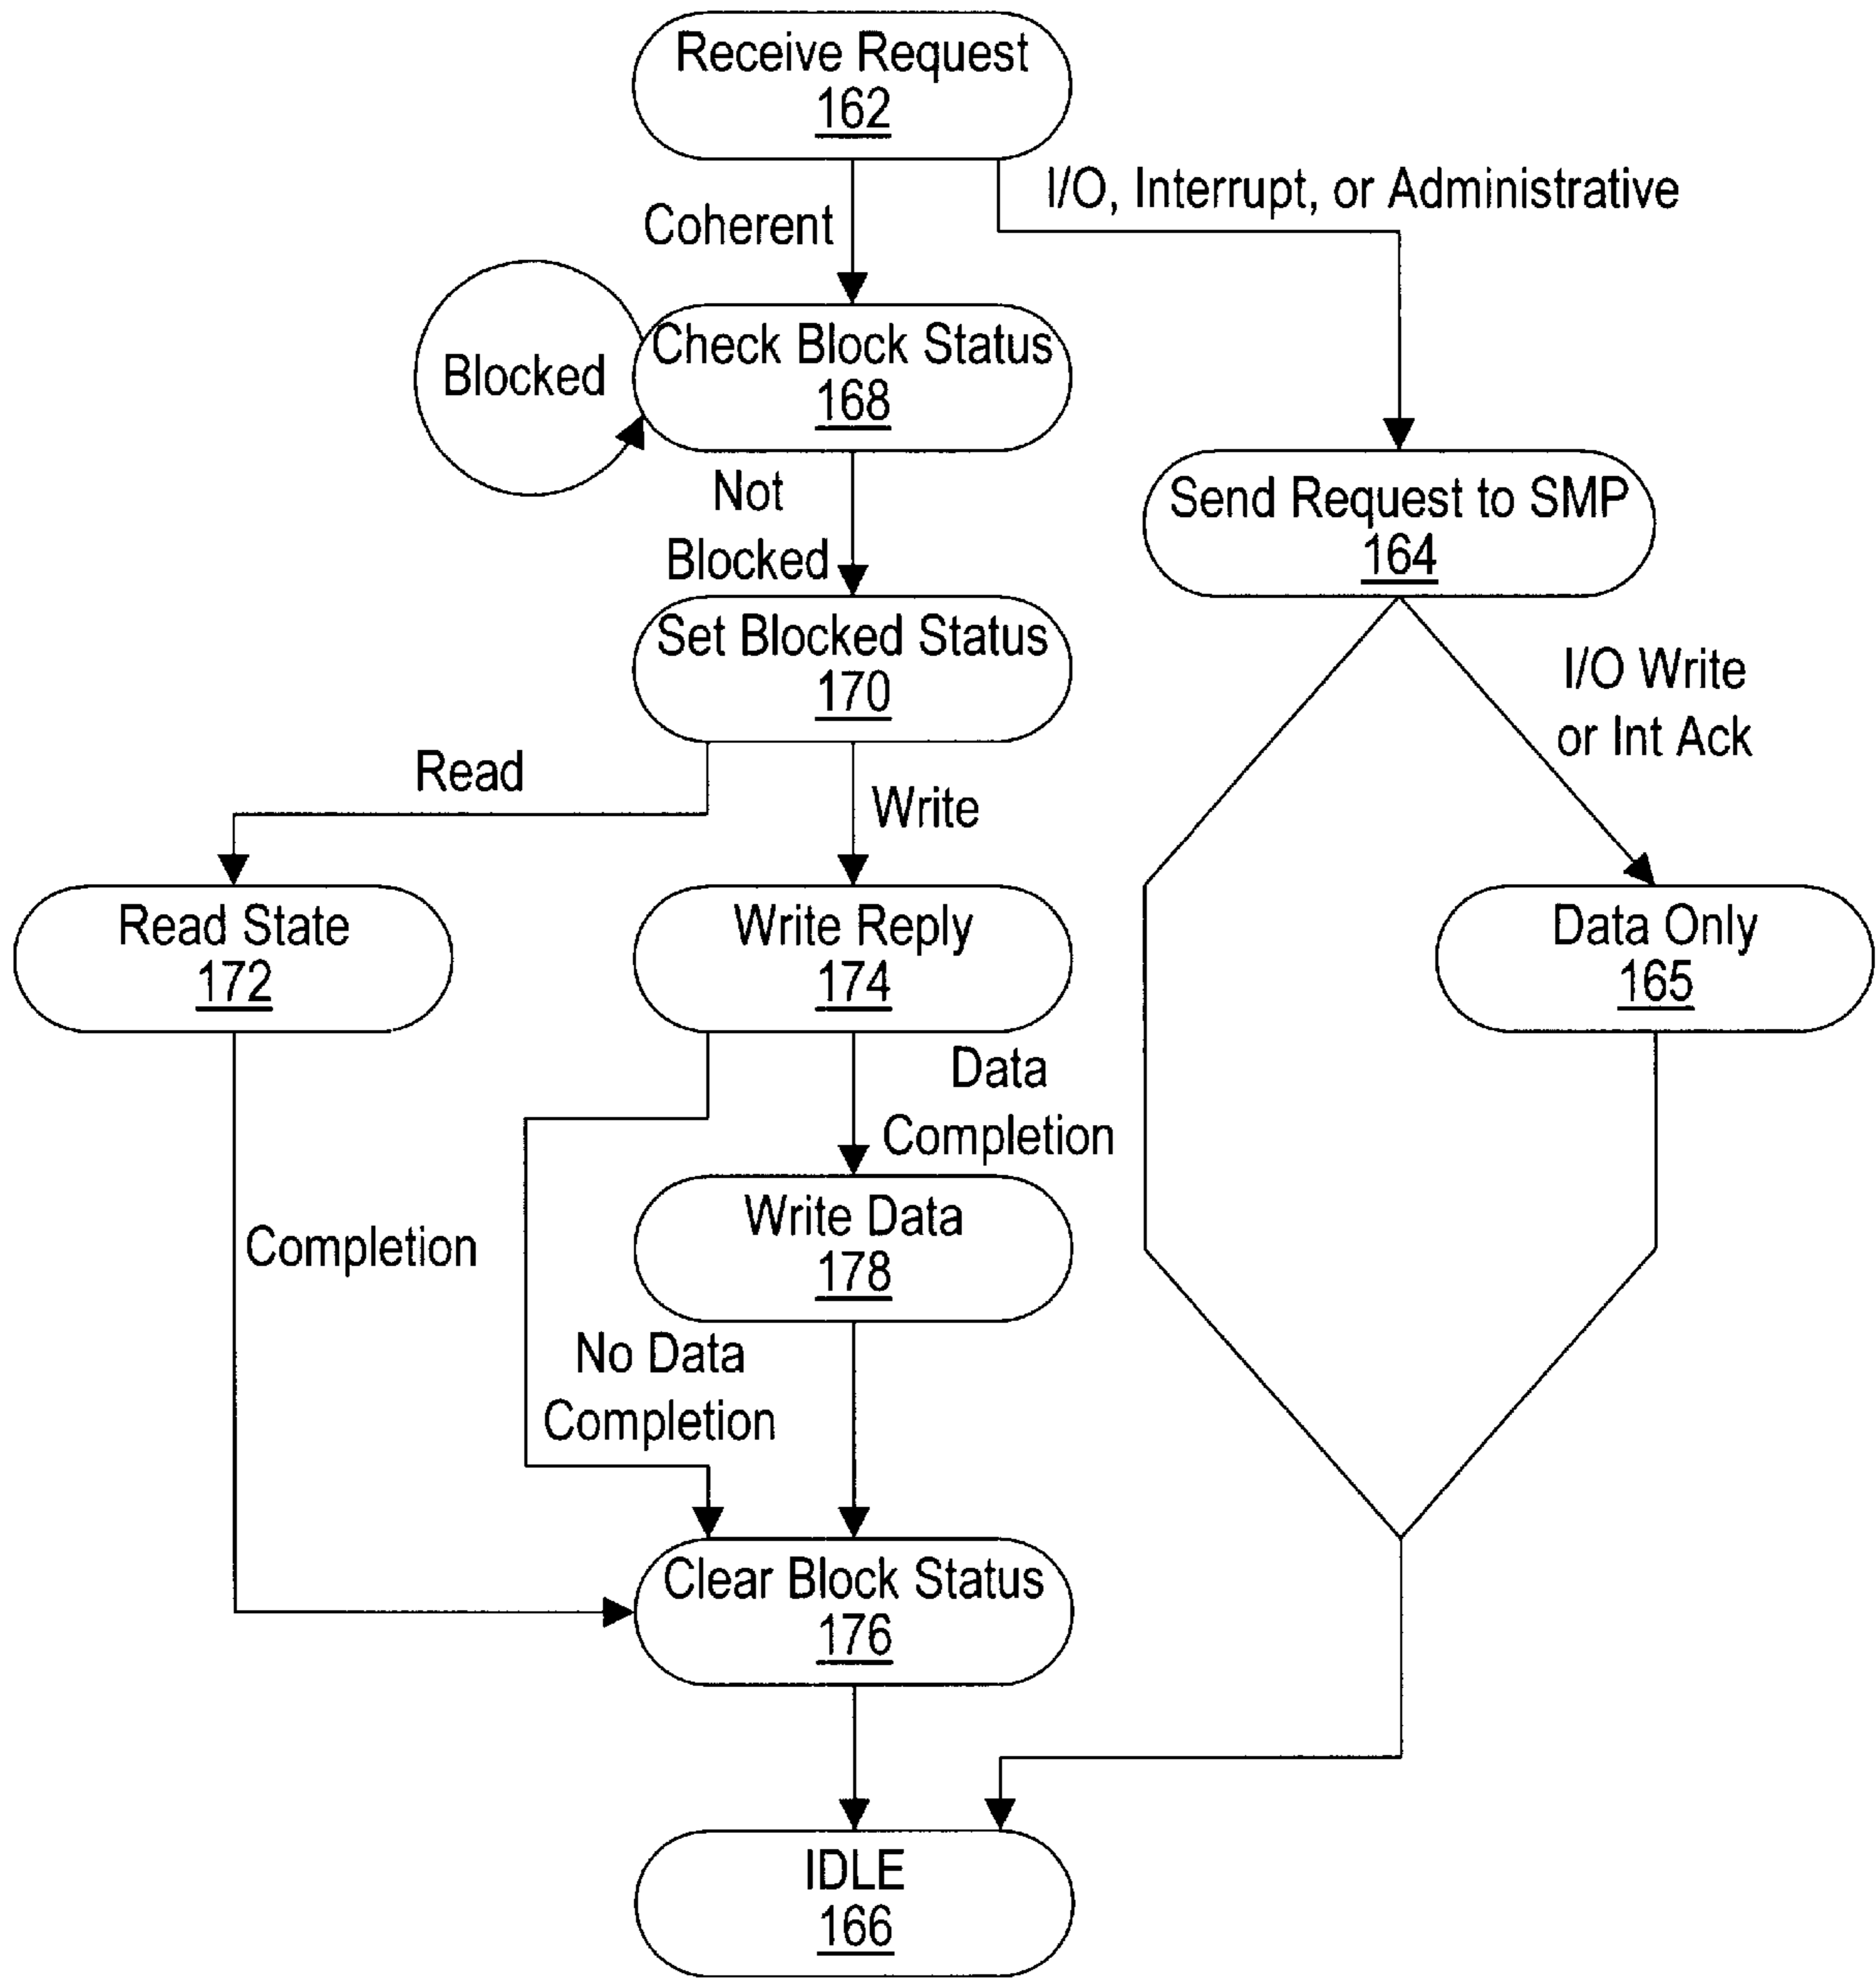 Receive Request
162
I/O, Interrupt, or Administrative
Coherent
Check Block Status
168
Blocked
Not
Blocked
Send Request to SMP
164
Set Blocked Status
170
I/O Write
or Int Ack
Read
Write
Read State
172
Write Reply
174
Data Only
165
Data
Completion
Write Data
178
Completion
No Data
Completion
Clear Block Status
176
IDLE
166